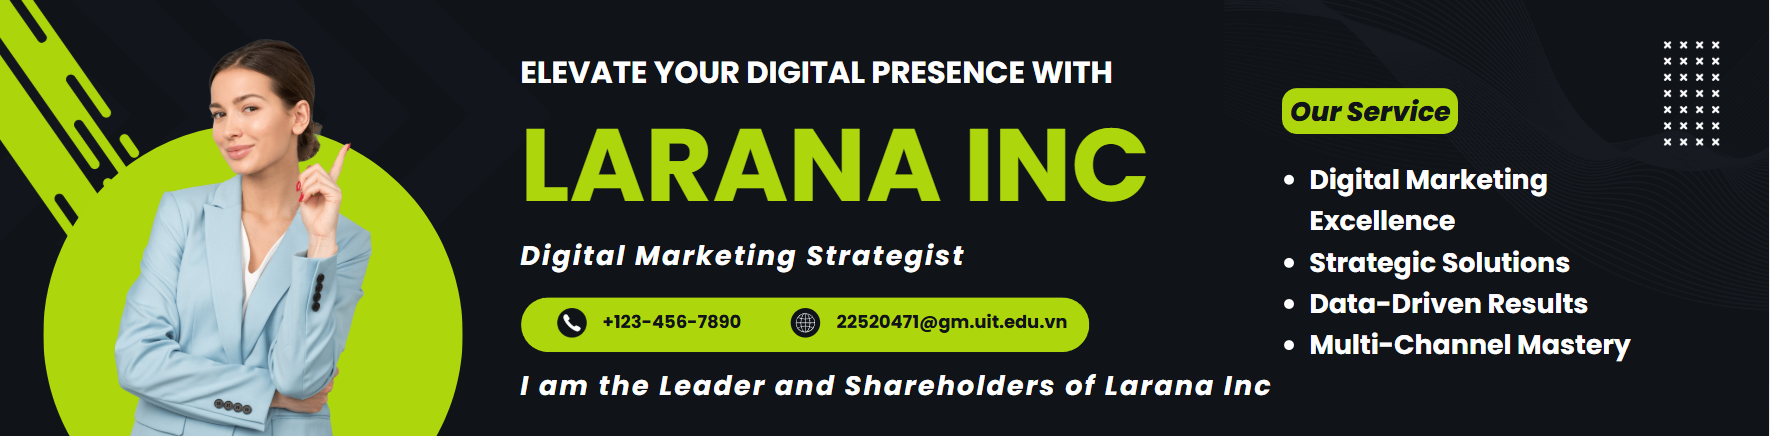 ELEVATE YOUR DIGITAL PRESENCE WITH
LARANA INC
Digital Marketing Strategist
+123-456-7890 22520471@gm.uit.edu.vn
I am the Leader and Shareholders of Larana Inc
Our Service
• Digital Marketing
Excellence
• Strategic Solutions
• Data-Driven Results
• Multi-Channel Mastery